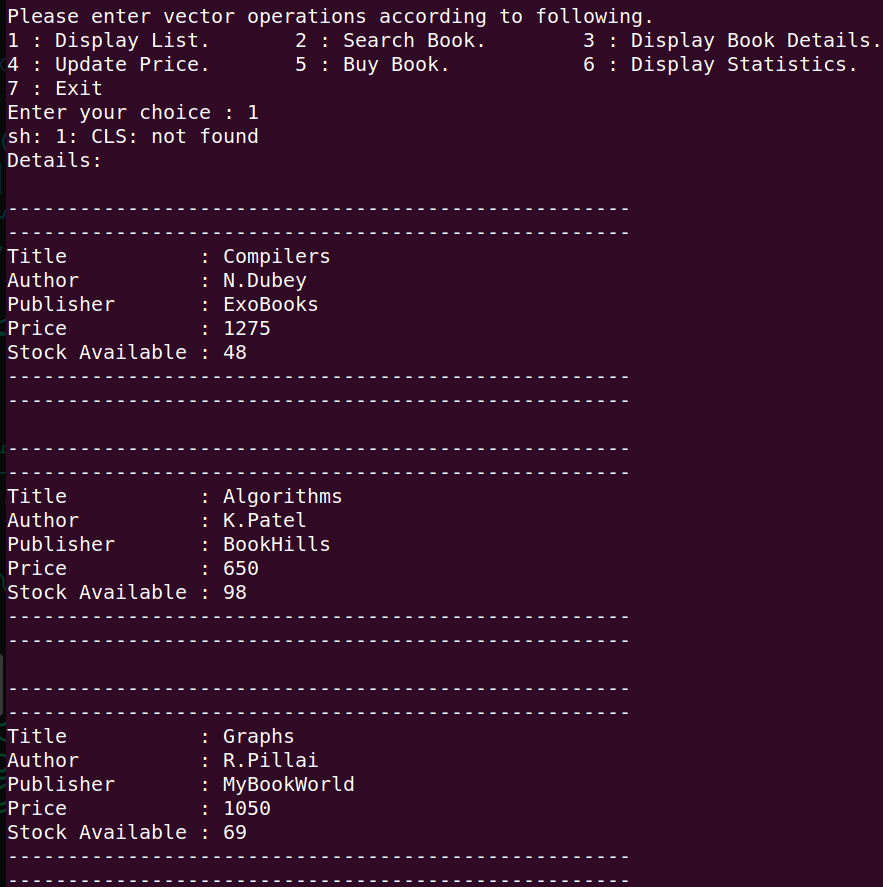 Please enter vector operations according to following.
1 : Display List.       2 : Search Book.        3 : Display Book Details.
4 : Update Price.       5 : Buy Book.           6 : Display Statistics.
7 : Exit
Enter your choice : 1
sh: 1: CLS: not found
Details:

----------------------------------------------------
----------------------------------------------------
Title           : Compilers
Author          : N.Dubey
Publisher       : ExoBooks
Price           : 1275
Stock Available : 48
----------------------------------------------------
----------------------------------------------------

----------------------------------------------------
----------------------------------------------------
Title           : Algorithms
Author          : K.Patel
Publisher       : BookHills
Price           : 650
Stock Available : 98
----------------------------------------------------
----------------------------------------------------

----------------------------------------------------
----------------------------------------------------
Title           : Graphs
Author          : R.Pillai
Publisher       : MyBookWorld
Price           : 1050
Stock Available : 69
----------------------------------------------------
----------------------------------------------------